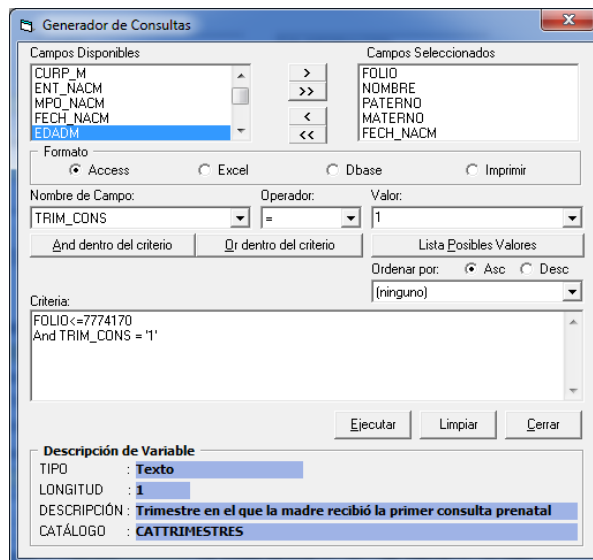 Generador de Consultas
Campos Disponibles
Campos Seleccionados
CURP_M
ENT_NACM
MPO_NACM
FECH_NACM
EDADM
>
>>
<
<<
FOLIO
NOMBRE
PATERNO
MATERNO
FECH_NACM
Formato
Access
Excel
Dbase
Imprimir
Nombre de Campo:
Operador:
Valor:
TRIM_CONS
=
1
And dentro del criterio
Or dentro del criterio
Lista Posibles Valores
Ordenar por:
Asc
Desc
(ninguno)
Criteria:
FOLIO<=7774170
And TRIM_CONS = '1'
Ejecutar
Limpiar
Cerrar
Descripción de Variable
TIPO : Texto
LONGITUD : 1
DESCRIPCIÓN : Trimestre en el que la madre recibió la primer consulta prenatal
CATÁLOGO : CATTRIMESTRES